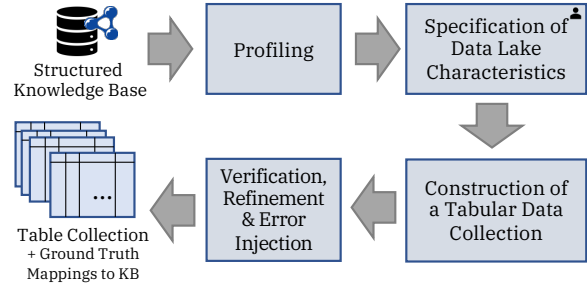 Structured
Knowledge Base
Profiling
Specification of
Data Lake
Characteristics
Construction of
a Tabular Data
Collection
Verification,
Refinement
& Error
Injection
...
Table Collection
+ Ground Truth
Mappings to KB